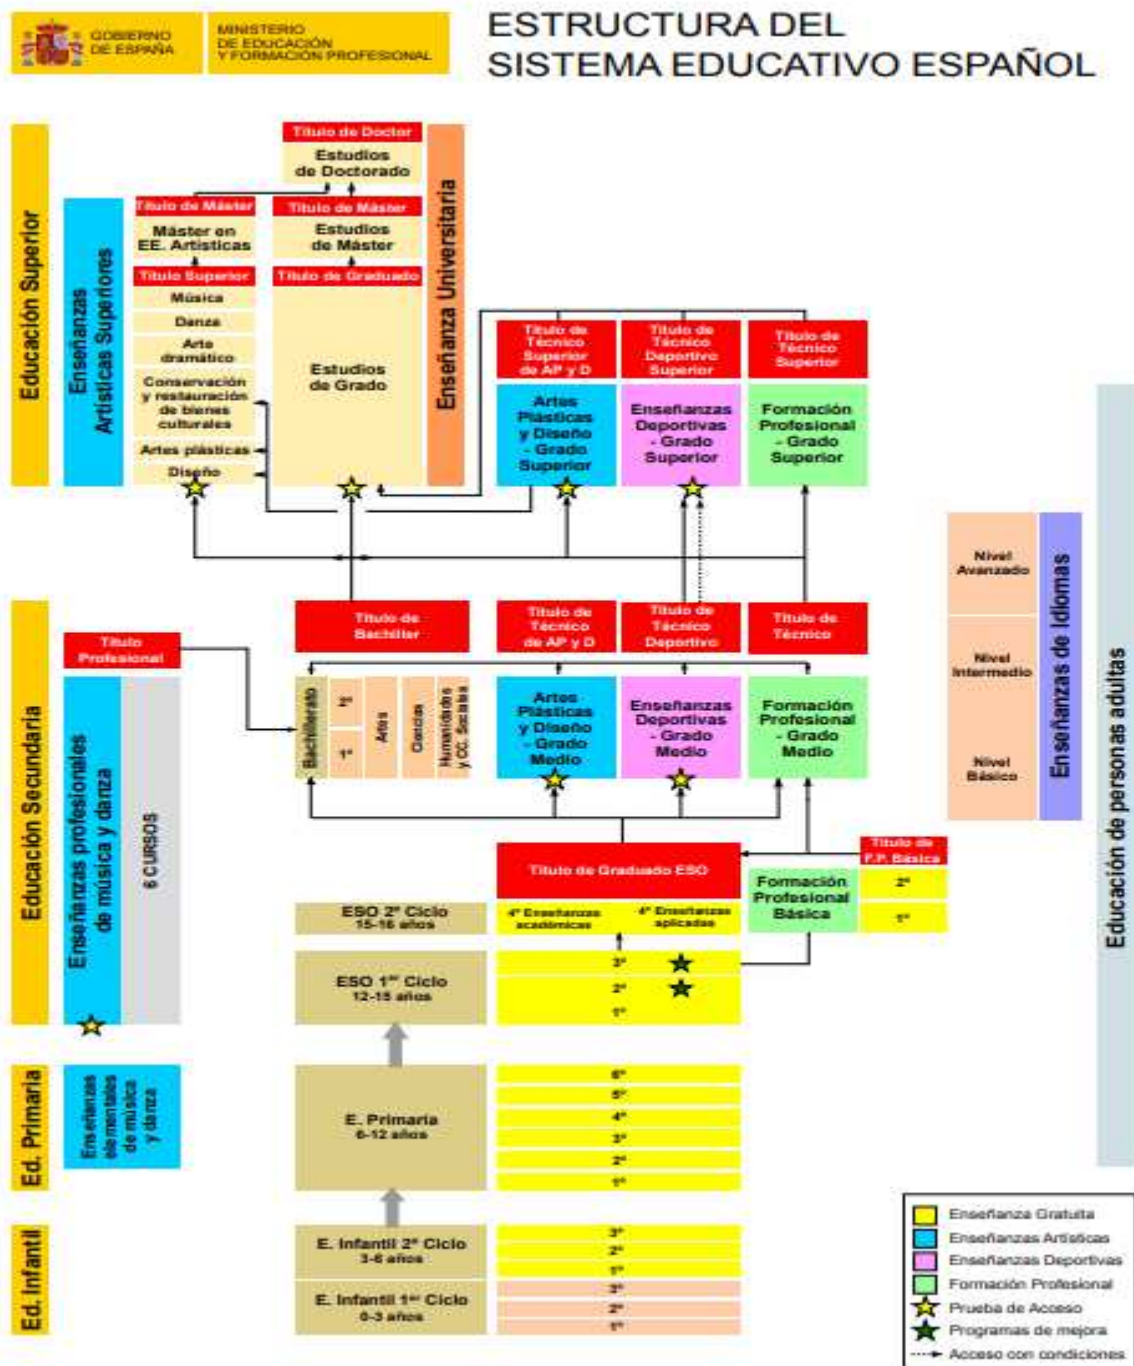 GOBIERNO
DE ESPAÑA
MINISTERIO
DE EDUCACIÓN
Y FORMACIÓN PROFESIONAL
ESTRUCTURA DEL
SISTEMA EDUCATIVO ESPAÑOL
Educación Superior
Enseñanzas
Artísticas Superiores
Título de Doctor
Estudios
de Doctorado
Título de Máster
Máster en
EE. Artísticas
Título de Máster
Estudios
de Máster
Título Superior
Música
Danza
Arte
dramático
Conservación
y restauración
de bienes
culturales
Artes plásticas
Diseño
Título de Graduado
Estudios
de Grado
Enseñanza Universitaria
Título de
Técnico
Superior
de AP y D
Artes
Plásticas
y Diseño
- Grado
Superior
Título de
Técnico
Deportivo
Superior
Enseñanzas
Deportivas
- Grado
Superior
Título de
Técnico
Superior
Formación
Profesional
- Grado
Superior
Nivel
Avanzado
Nivel
Intermedio
Nivel
Básico
Enseñanzas de Idiomas
Educación de personas adultas
Educación Secundaria
Título
Profesional
Enseñanzas profesionales
de música y danza
6 CURSOS
Título de
Bachiller
Bachillerato
2º
1º
Artes
Ciencias
Humanidades
y CC. Sociales
Título de
Técnico
de AP y D
Artes
Plásticas
y Diseño
- Grado
Medio
Título de
Técnico
Deportivo
Enseñanzas
Deportivas
- Grado
Medio
Título de
Técnico
Formación
Profesional
- Grado
Medio
Título de Graduado ESO
Título de
F.P. Básica
Formación
Profesional
Básica
2º
1º
ESO 2º Ciclo
15-16 años
4º Enseñanzas
académicas
4º Enseñanzas
aplicadas
ESO 1er Ciclo
12-15 años
3º
2º
1º
Ed. Primaria
Enseñanzas
elementales
de música
y danza
E. Primaria
6-12 años
6º
5º
4º
3º
2º
1º
Ed. Infantil
E. Infantil 2º Ciclo
3-6 años
3º
2º
1º
E. Infantil 1er Ciclo
0-3 años
3º
2º
1º
Enseñanza Gratuita
Enseñanzas Artísticas
Enseñanzas Deportivas
Formación Profesional
Prueba de Acceso
Programas de mejora
Acceso con condiciones